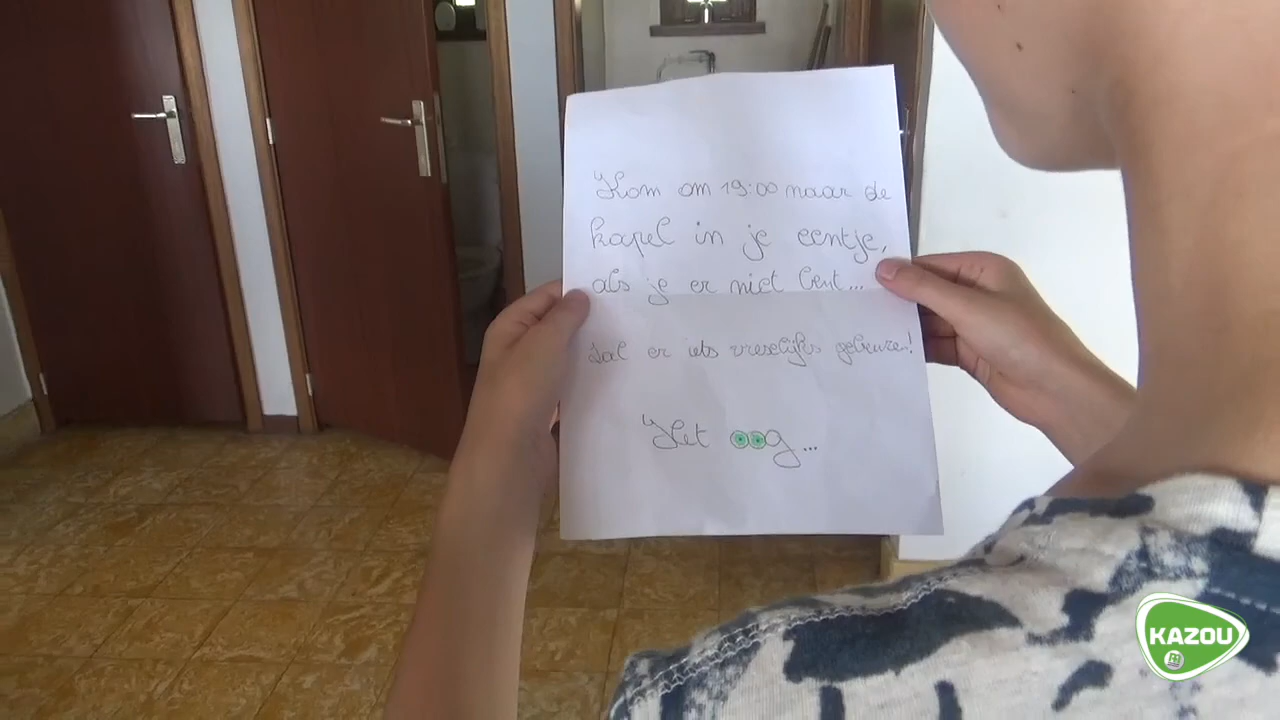 Kom om 19:00 naar de
kapel in je eentje,
als je er niet bent...
Zal er iets vreselijks gebeuren!
Het oog...
KAZOU